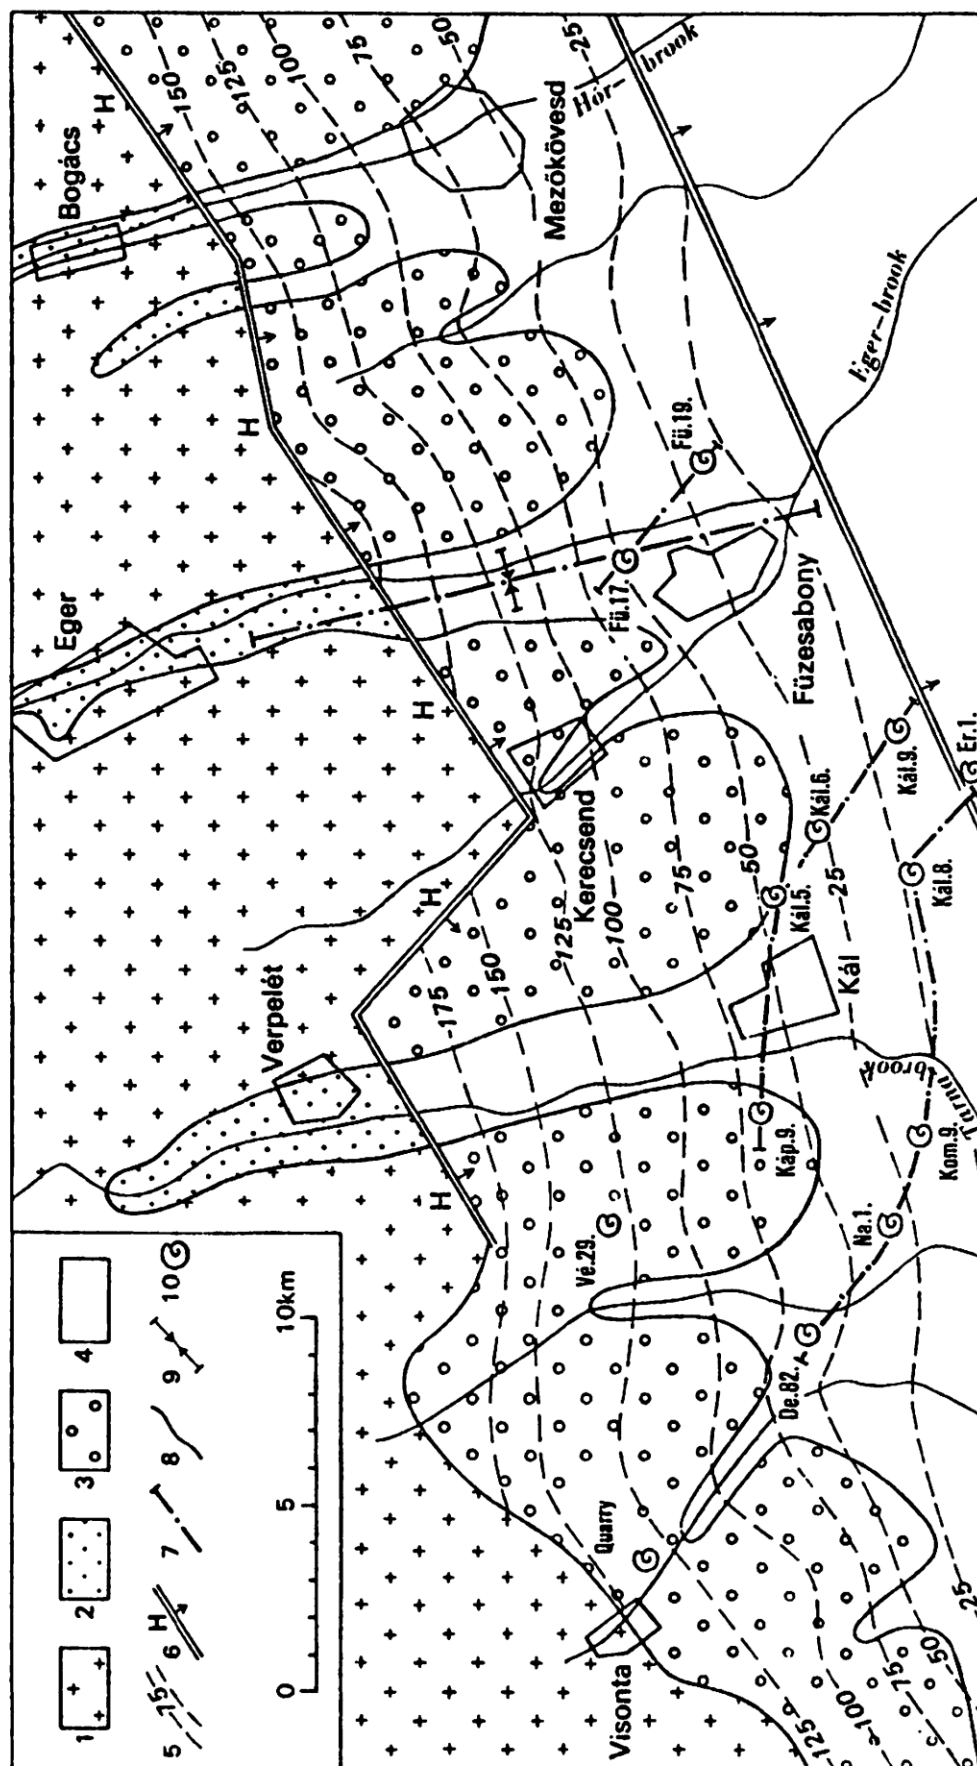 1 2 3 4
5 75 6 H 7 8 9 10
0 5 10km
Eger
Bogács
H
150
125
H
Verpelét
100
75
H
H
H
50
175
150
Mezőkövesd
125
25
Kerecsend
Vé.29.
Quarry
100
Visonta
Hór-brook
Fü.17.
75
Fü.19.
50
Káp.9.
De.82.
Kál.5.
Füzesabony
Kál.6.
25
Kál
Na.1.
Eger-brook
Kál.9.
Tarna brook
Kom.9.
Kál.8.
Er.1.
125
100
75
50
25